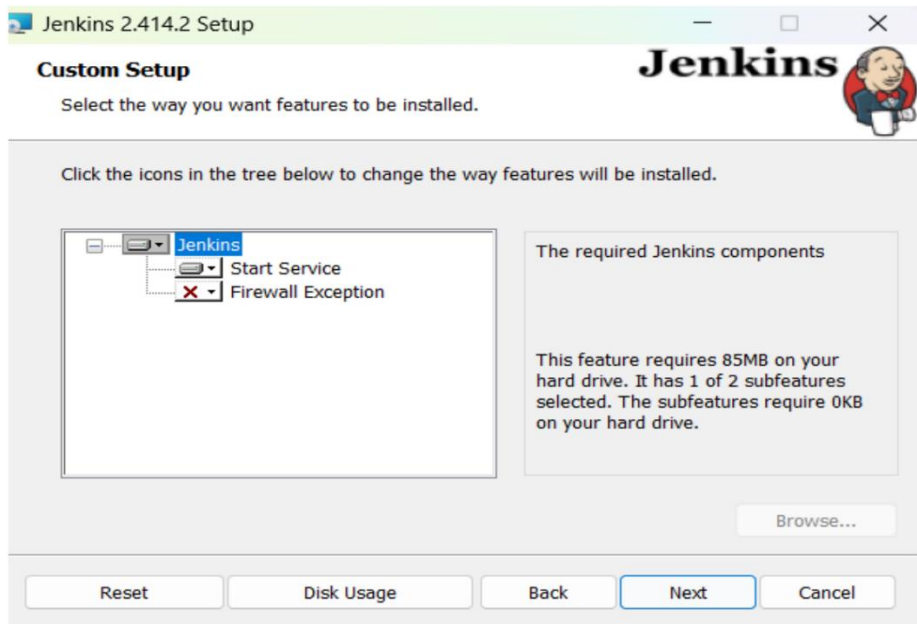 Jenkins 2.414.2 Setup
Jenkins
Custom Setup
Select the way you want features to be installed.
Click the icons in the tree below to change the way features will be installed.
Jenkins
Start Service
Firewall Exception
The required Jenkins components
This feature requires 85MB on your
hard drive. It has 1 of 2 subfeatures
selected. The subfeatures require 0KB
on your hard drive.
Browse...
Reset
Disk Usage
Back
Next
Cancel